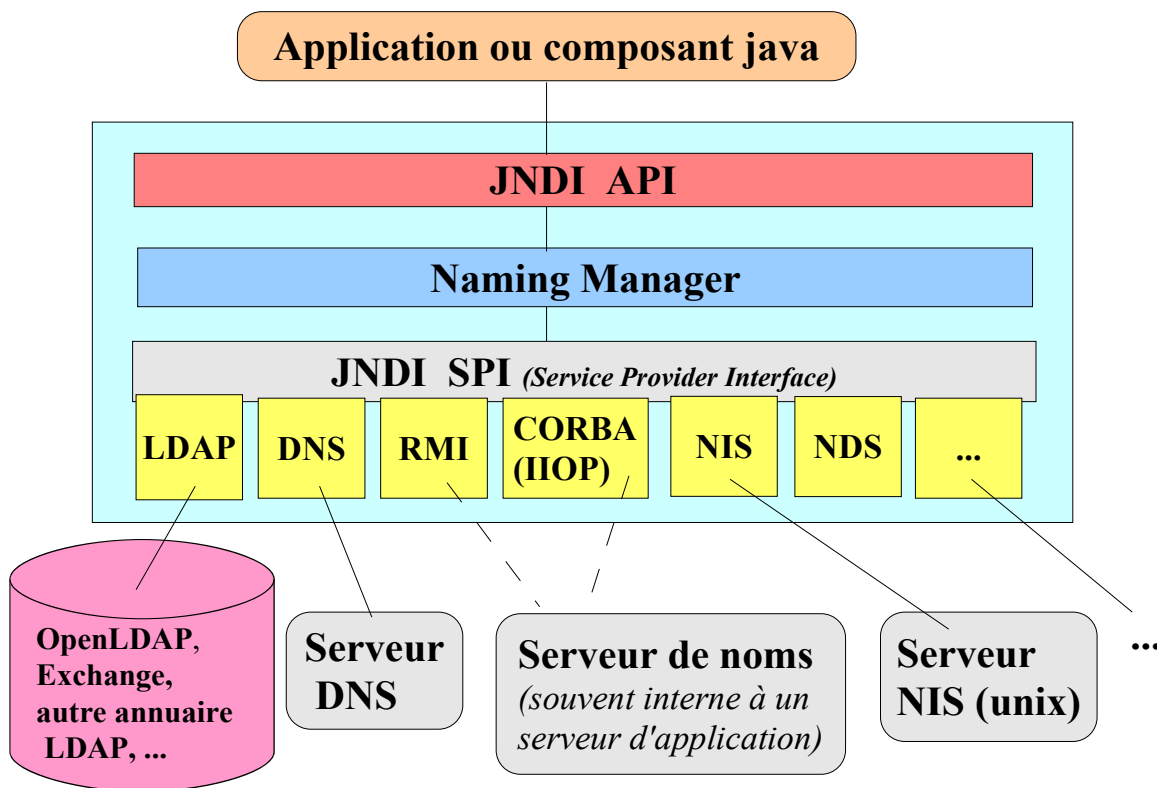 Application ou composant java
JNDI API
Naming Manager
JNDI SPI (Service Provider Interface)
LDAP
DNS
RMI
CORBA
(IIOP)
NIS
NDS
...
OpenLDAP,
Exchange,
autre annuaire
LDAP, ...
Serveur
DNS
Serveur de noms
(souvent interne à un
serveur d'application)
Serveur
NIS (unix)
...